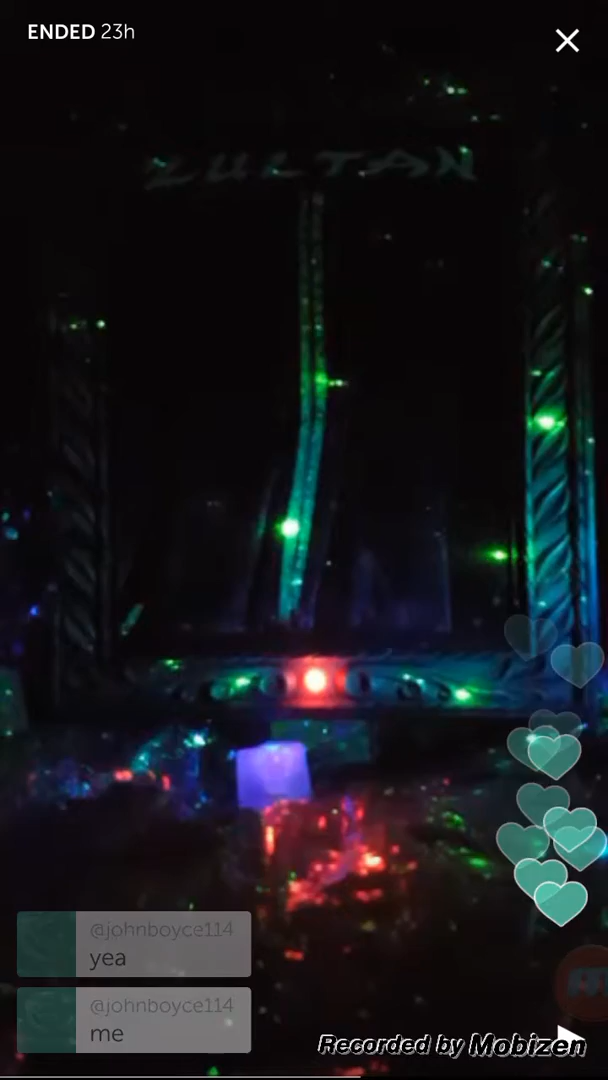 ENDED 23h
ZULTAN
@johnboyce114
yea
@johnboyce114
me
Recorded by Mobizen